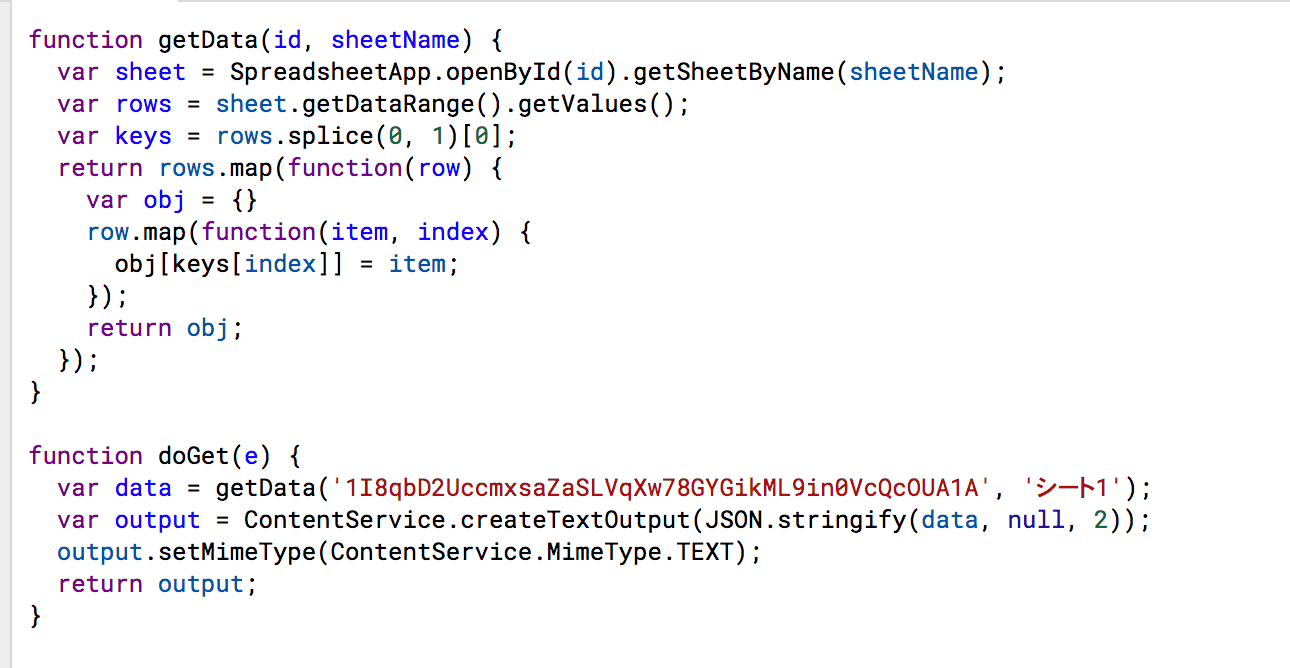 function getData(id, sheetName) {
  var sheet = SpreadsheetApp.openById(id).getSheetByName(sheetName);
  var rows = sheet.getDataRange().getValues();
  var keys = rows.splice(0, 1)[0];
  return rows.map(function(row) {
    var obj = {}
    row.map(function(item, index) {
      obj[keys[index]] = item;
    });
    return obj;
  });
}

function doGet(e) {
  var data = getData('1I8qbD2UccmxsaZaSLVqXw78GYGikML9in0VcQcOUA1A', 'シート1');
  var output = ContentService.createTextOutput(JSON.stringify(data, null, 2));
  output.setMimeType(ContentService.MimeType.TEXT);
  return output;
}